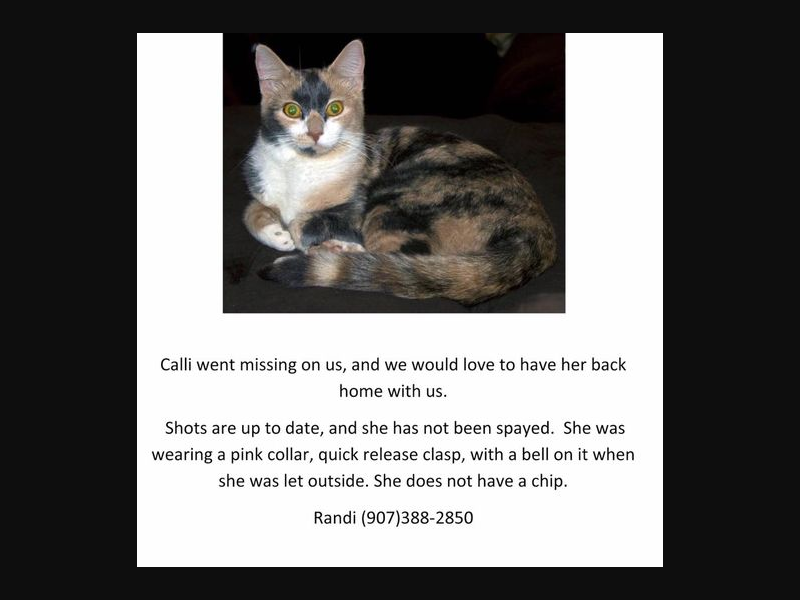 Calli went missing on us, and we would love to have her back
home with us.
Shots are up to date, and she has not been spayed.  She was
wearing a pink collar, quick release clasp, with a bell on it when
she was let outside. She does not have a chip.
Randi (907)388-2850